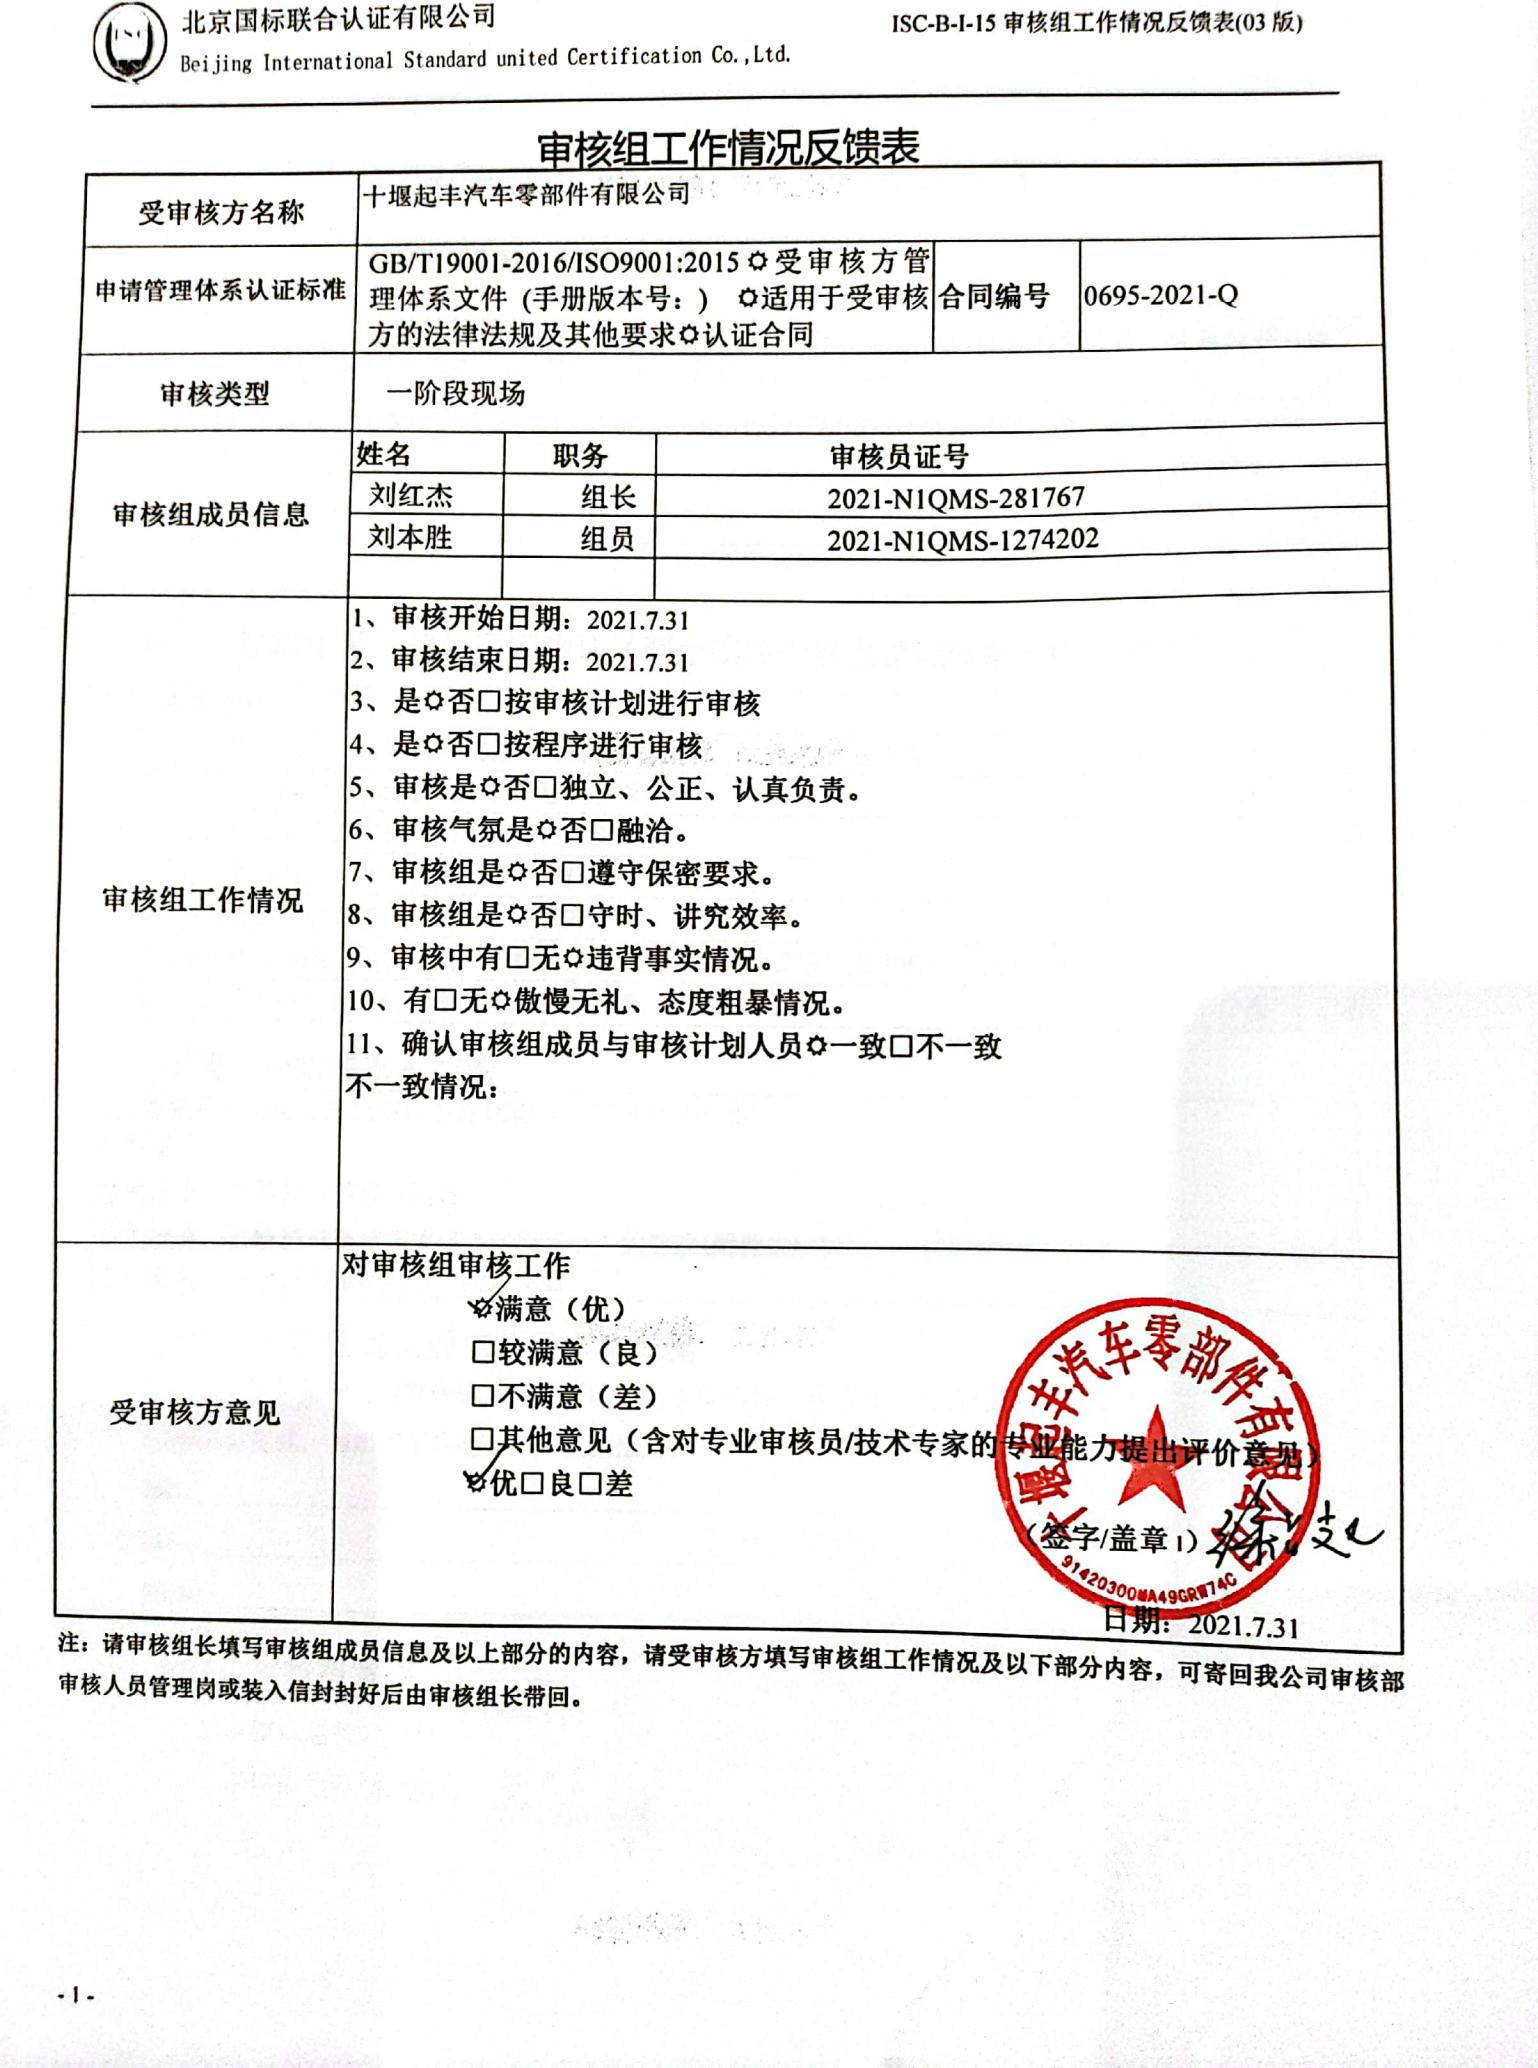 北京国标联合认证有限公司
ISC-B-I-15 审核组工作情况反馈表(03 版)
Beijing International Standard united Certification Co.,Ltd.
审核组工作情况反馈表
受审核方名称
十堰起丰汽车零部件有限公司
申请管理体系认证标准
GB/T19001-2016/ISO9001:2015✡受审核方管
理体系文件 (手册版本号: ) ✡适用于受审核
方的法律法规及其他要求✡认证合同
合同编号
0695-2021-Q
审核类型
一阶段现场
审核组成员信息
姓名 职务 审核员证号
刘红杰 组长 2021-N1QMS-281767
刘本胜 组员 2021-N1QMS-1274202
审核组工作情况
1、审核开始日期: 2021.7.31
2、审核结束日期: 2021.7.31
3、是✡否□按审核计划进行审核
4、是✡否□按程序进行审核
5、审核是✡否□独立、公正、认真负责。
6、审核气氛是✡否□融洽。
7、审核组是✡否□遵守保密要求。
8、审核组是✡否□守时、讲究效率。
9、审核中有□无✡违背事实情况。
10、有□无✡傲慢无礼、态度粗暴情况。
11、确认审核组成员与审核计划人员✡一致□不一致
不一致情况:
受审核方意见
对审核组审核工作
✡满意（优）
□较满意（良）
□不满意（差）
□其他意见（含对专业审核员/技术专家的专业能力提出评价意见）
✡优□良□差
（签字/盖章 1）
日期: 2021.7.31
十堰起丰汽车零部件有限公司
91420300MA49GRW74C
注: 请审核组长填写审核组成员信息及以上部分的内容，请受审核方填写审核组工作情况及以下部分内容，可寄回我公司审核部
审核人员管理岗或装入信封封好后由审核组长带回。
- 1 -